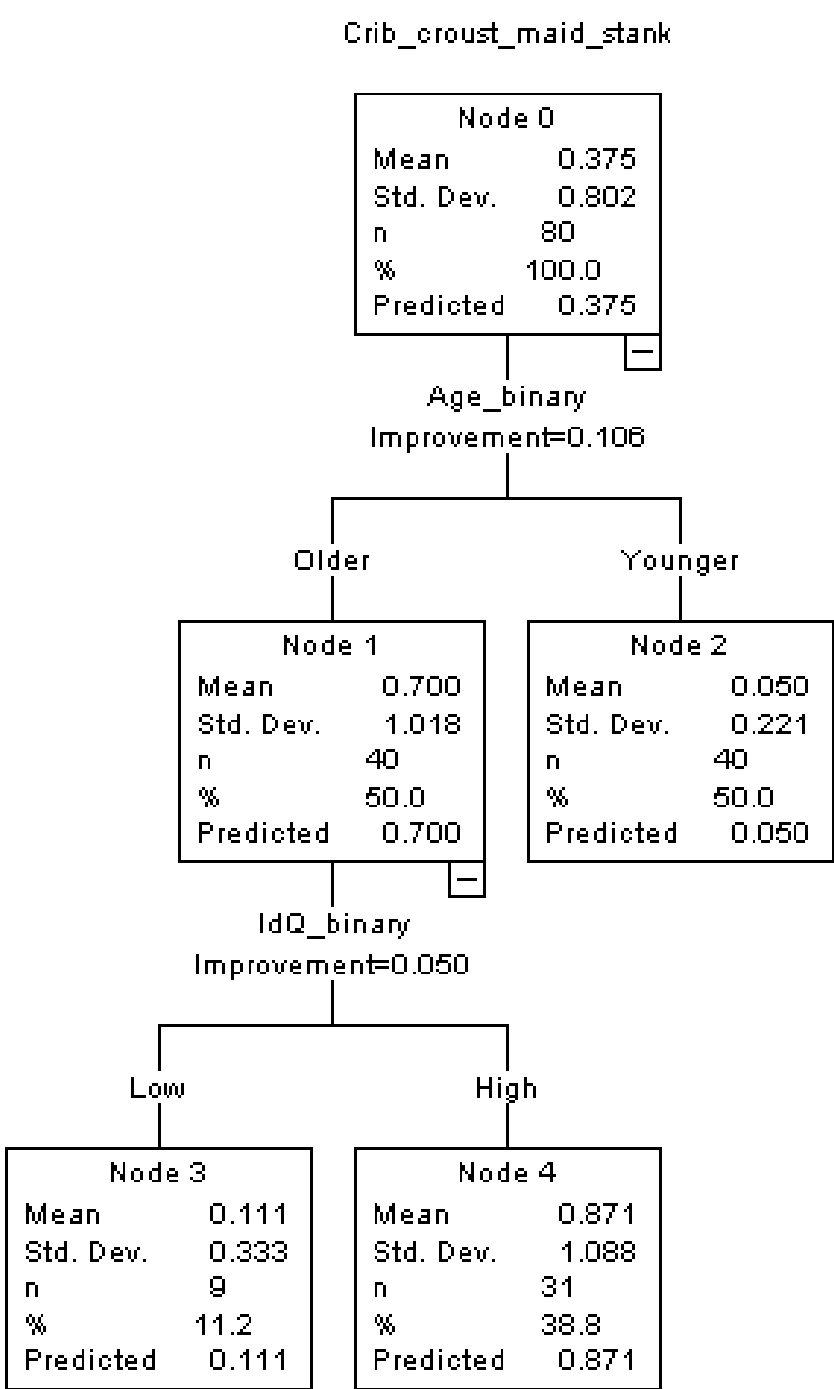 Crib_croust_maid_stank
Node 0
Mean 0.375
Std. Dev. 0.802
n 80
% 100.0
Predicted 0.375
Age_binary
Improvement=0.106
Older Younger
Node 1
Mean 0.700
Std. Dev. 1.018
n 40
% 50.0
Predicted 0.700
Node 2
Mean 0.050
Std. Dev. 0.221
n 40
% 50.0
Predicted 0.050
IdQ_binary
Improvement=0.050
Low High
Node 3
Mean 0.111
Std. Dev. 0.333
n 9
% 11.2
Predicted 0.111
Node 4
Mean 0.871
Std. Dev. 1.088
n 31
% 38.8
Predicted 0.871